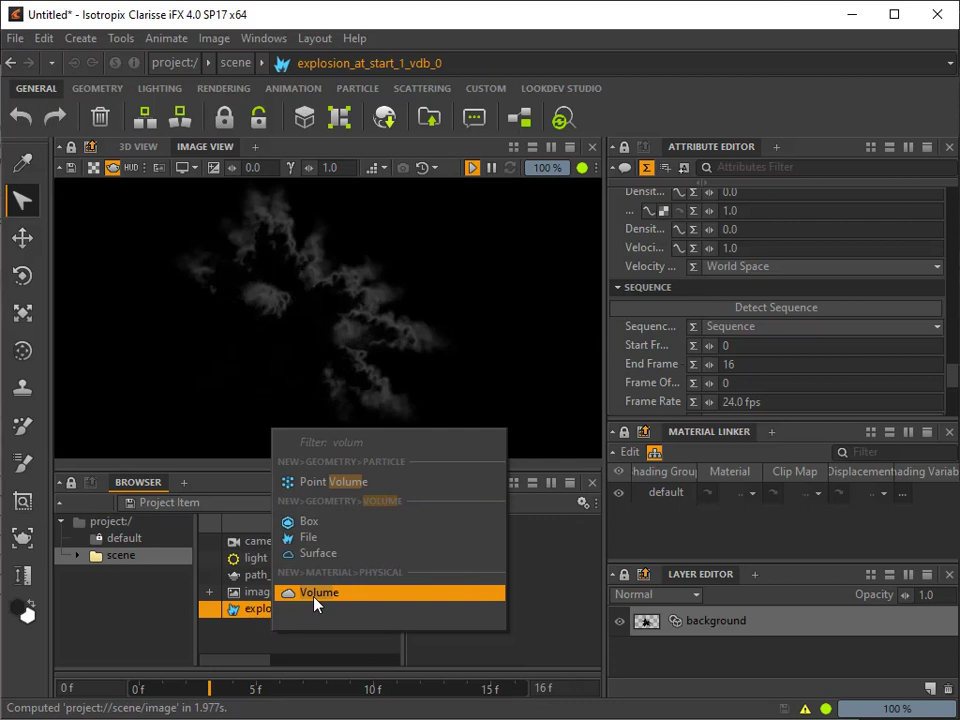 Untitled* - Isotropix Clarisse iFX 4.0 SP17 x64
File Edit Create Tools Animate Image Windows Layout Help
project:/ scene explosion_at_start_1_vdb_0
GENERAL GEOMETRY LIGHTING RENDERING ANIMATION PARTICLE SCATTERING CUSTOM LOOKDEV STUDIO
3D VIEW IMAGE VIEW
HUD 0.0 γ 1.0 100 %
ATTRIBUTE EDITOR
Attributes Filter
Densit... 0.0
... 1.0
Densit... 0.0
Veloci... 1.0
Velocity ... World Space
SEQUENCE
Detect Sequence
Sequenc... Sequence
Start Fr... 0
End Frame 16
Frame Of... 0
Frame Rate 24.0 fps
MATERIAL LINKER
Edit Filter
hading Grou Material Clip Map Displacement hading Variab
default ... ... ... ...
LAYER EDITOR
Normal Opacity 1.0
background
BROWSER
Project Item
project:/
default
scene
came
light
path_
imag
explo
Filter: volum
NEW>GEOMETRY>PARTICLE
Point Volume
NEW>GEOMETRY>VOLUME
Box
File
Surface
NEW>MATERIAL>PHYSICAL
Volume
0 f 0f 5f 10f 15f 16 f
Computed 'project://scene/image' in 1.977s.
100 %